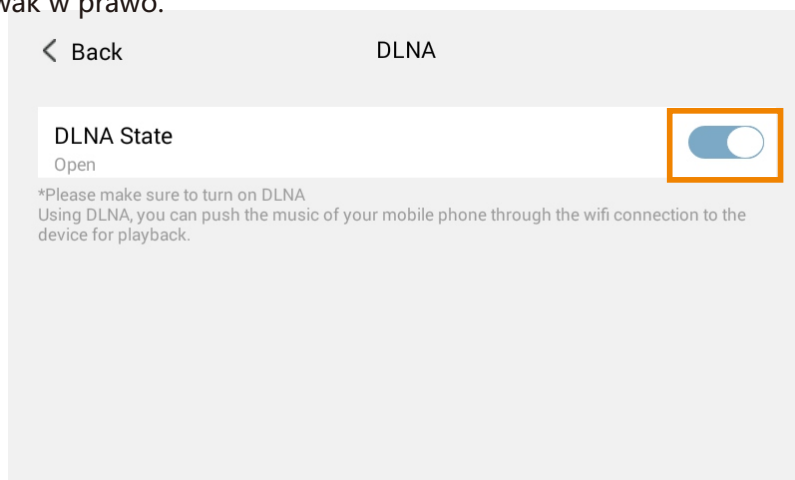 w prawo.
Back
DLNA
DLNA State
Open
*Please make sure to turn on DLNA
Using DLNA, you can push the music of your mobile phone through the wifi connection to the
device for playback.